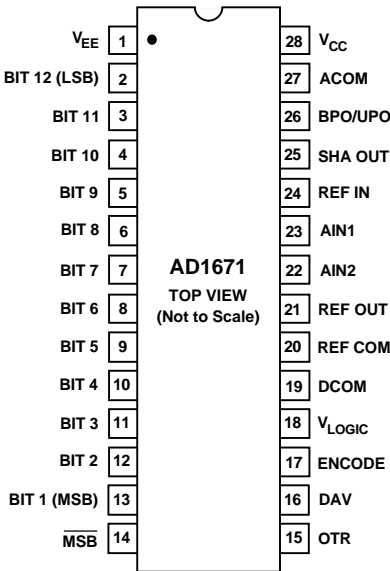 V_EE 1 28 V_CC
BIT 12 (LSB) 2 27 ACOM
BIT 11 3 26 BPO/UPO
BIT 10 4 25 SHA OUT
BIT 9 5 24 REF IN
BIT 8 6 23 AIN1
BIT 7 7 22 AIN2
AD1671
TOP VIEW
(Not to Scale)
BIT 6 8 21 REF OUT
BIT 5 9 20 REF COM
BIT 4 10 19 DCOM
BIT 3 11 18 V_LOGIC
BIT 2 12 17 ENCODE
BIT 1 (MSB) 13 16 DAV
M̅S̅B̅ 14 15 OTR